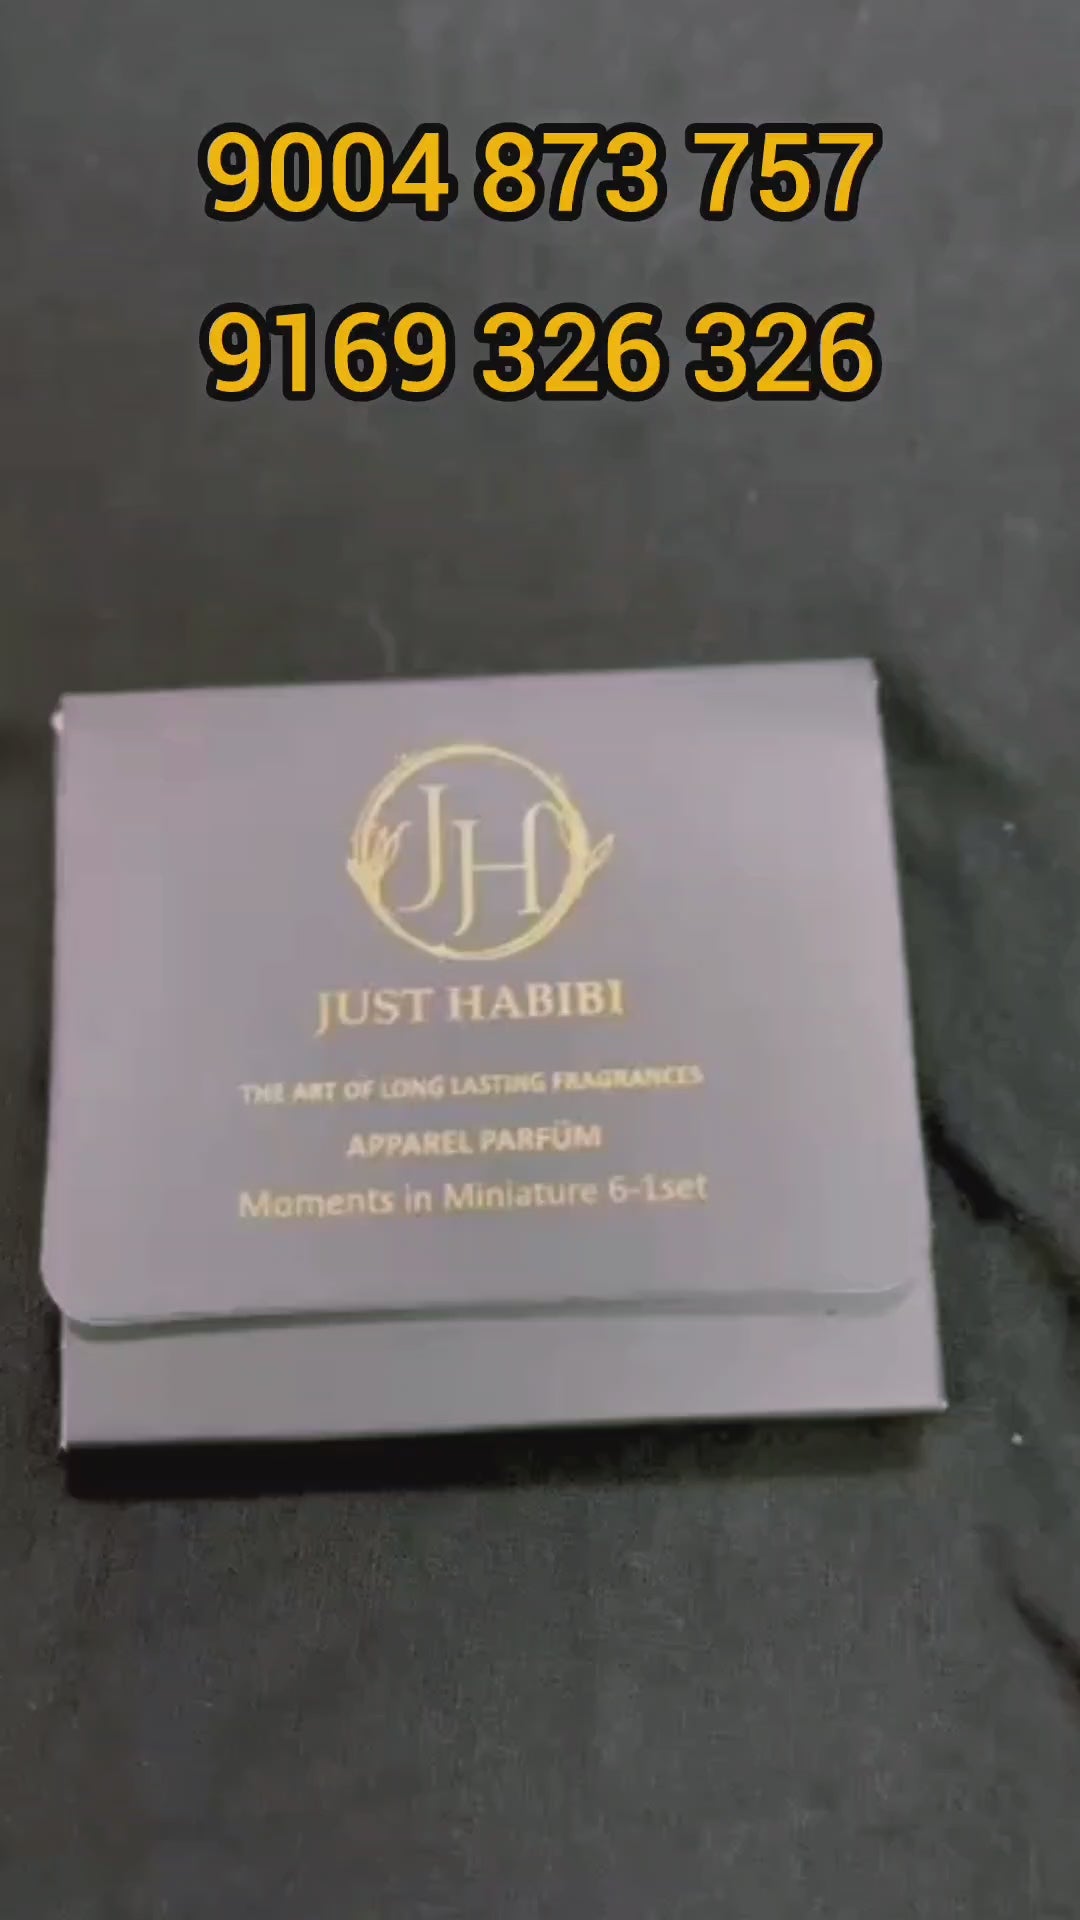 9004 873 757
9169 326 326
JH
JUST HABIBI
THE ART OF LONG LASTING FRAGRANCES
APPAREL PARFÜM
Moments in Miniature 6-1set